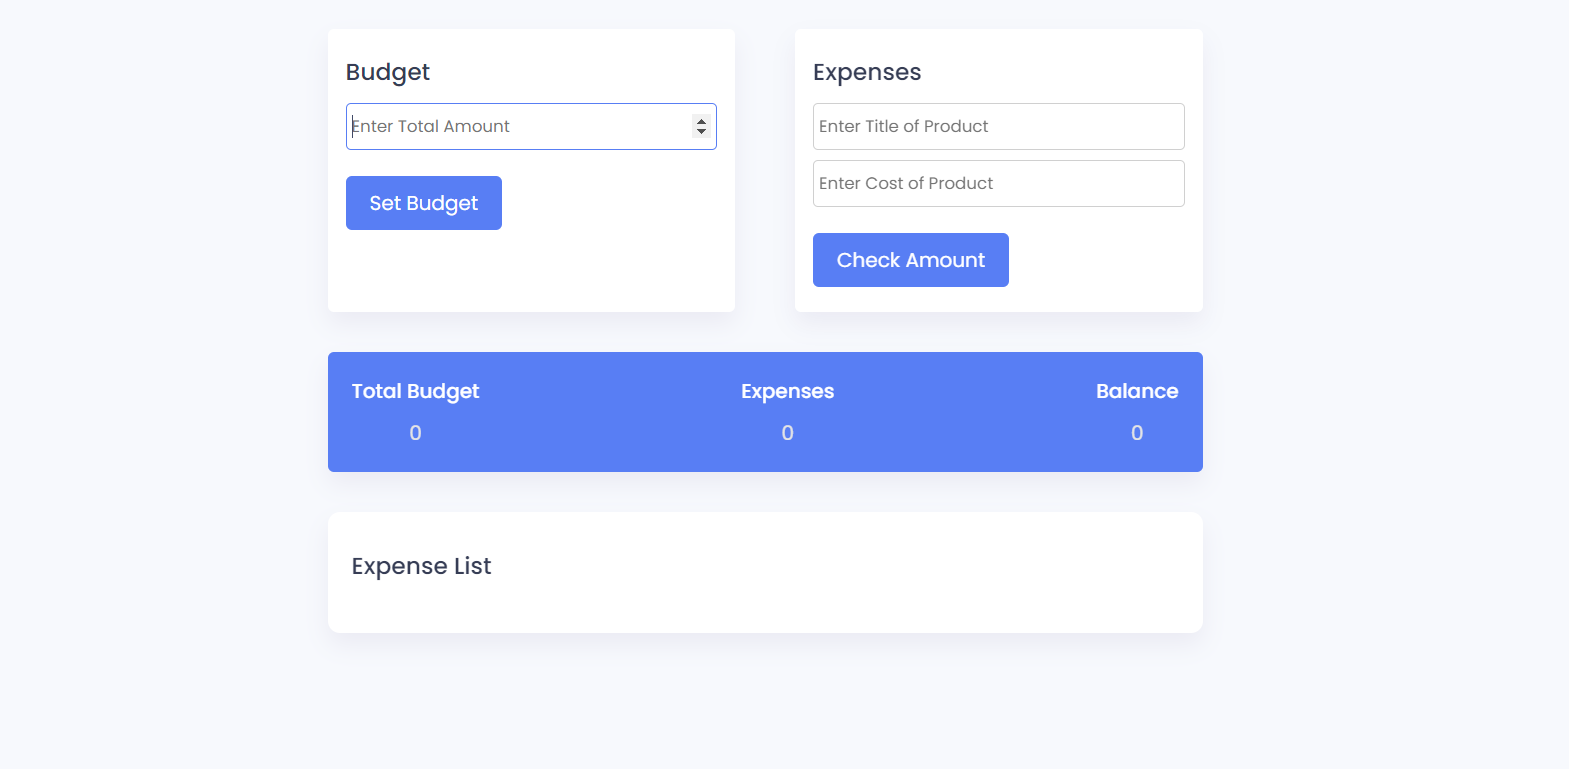 Budget
Enter Total Amount
Set Budget
Expenses
Enter Title of Product
Enter Cost of Product
Check Amount
Total Budget
0
Expenses
0
Balance
0
Expense List